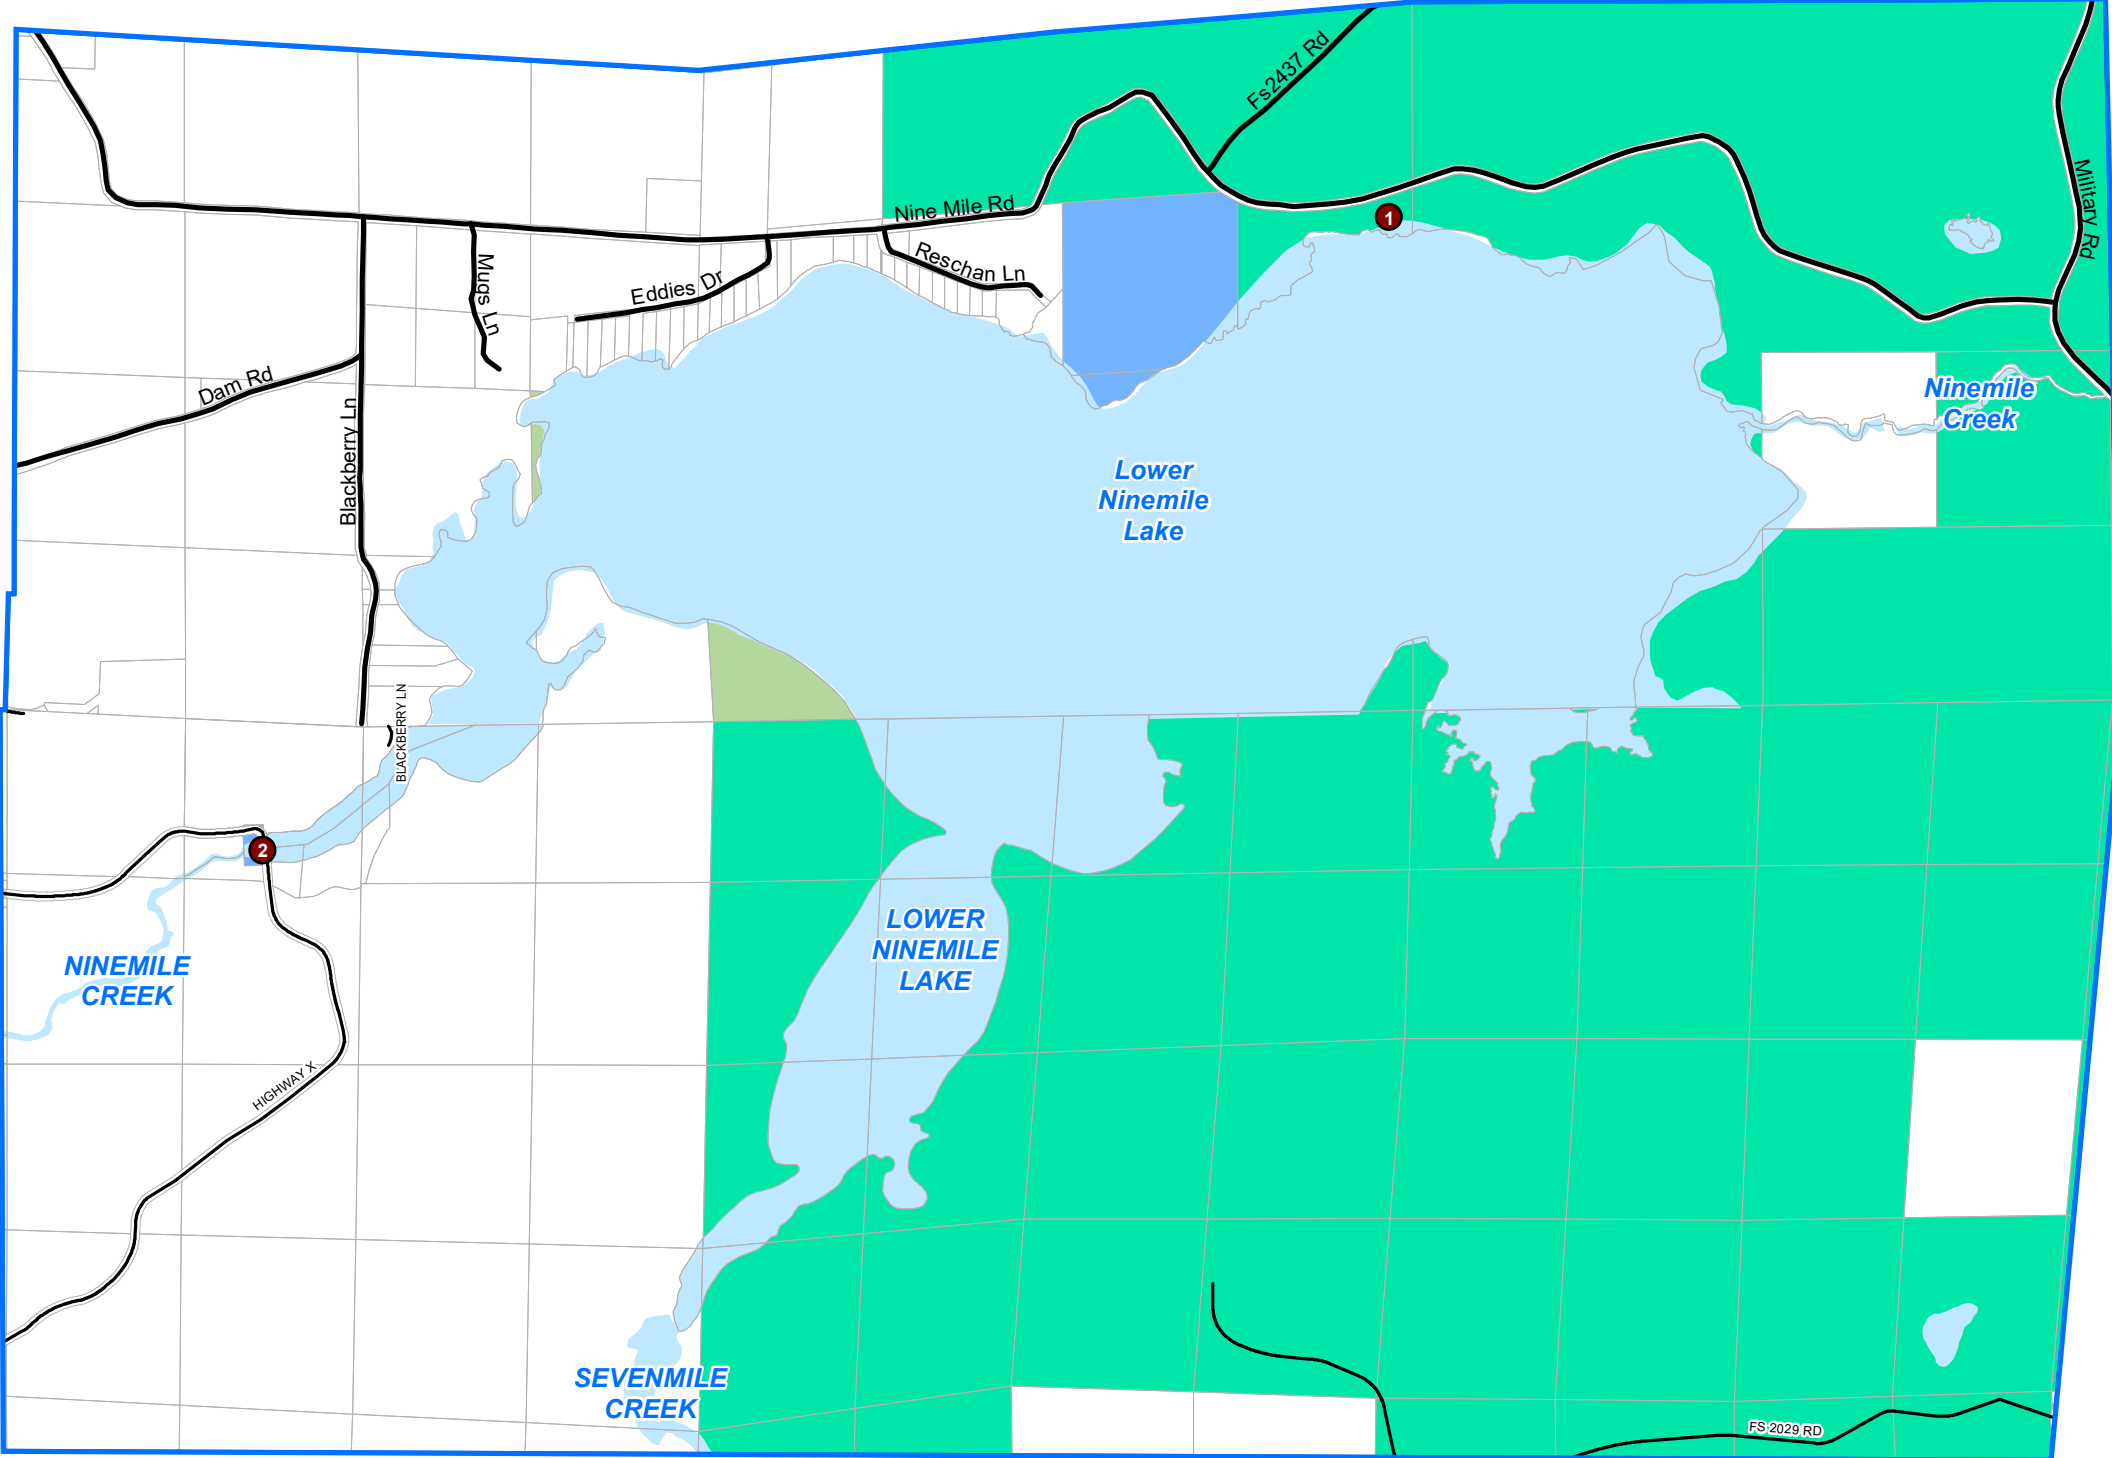 Fs2437 Rd
1
Military Rd
Nine Mile Rd
Reschan Ln
Mugs Ln
Eddies Dr
Dam Rd
Blackberry Ln
Ninemile
Creek
Lower
Ninemile
Lake
BLACKBERRY LN
2
LOWER
NINEMILE
LAKE
NINEMILE
CREEK
HIGHWAY X
SEVENMILE
CREEK
FS 2029 RD